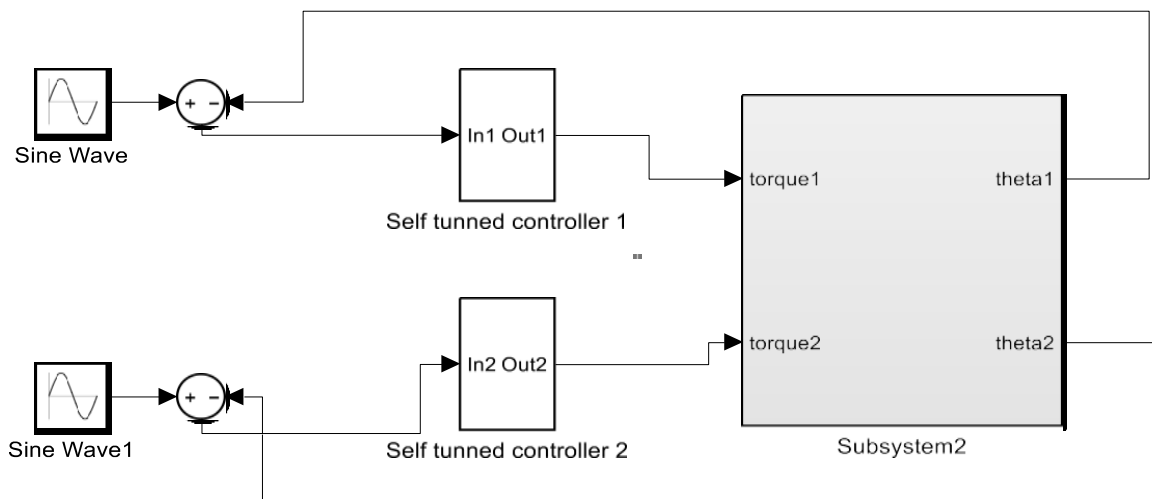 + -
In1 Out1
Sine Wave
torque1
theta1
Self tunned controller 1
torque2
theta2
In2 Out2
+ -
Sine Wave1
Self tunned controller 2
Subsystem2